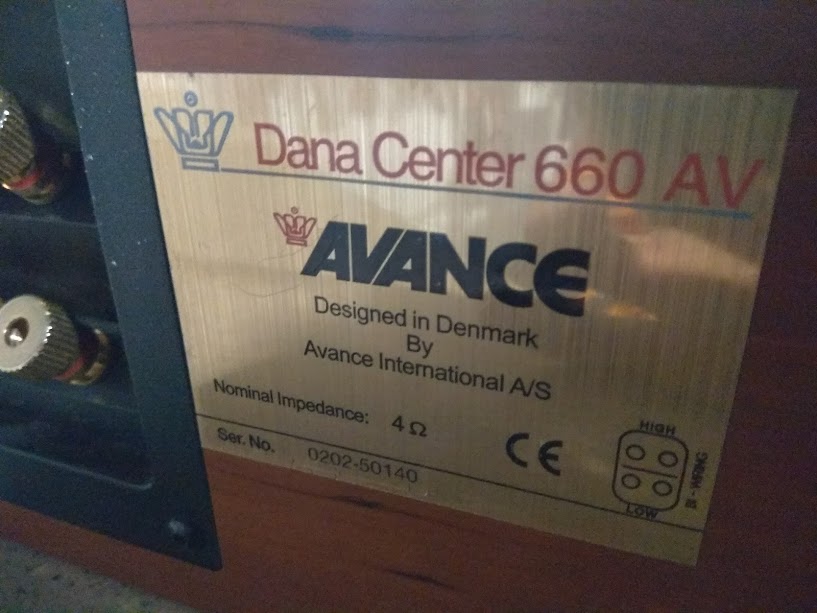 Dana Center 660 AV
AVANCE
Designed in Denmark
By
Avance International A/S
Nominal Impedance: 4 Ω
CE
Ser. No. 0202-50140
HIGH
LOW
BI - WIRING